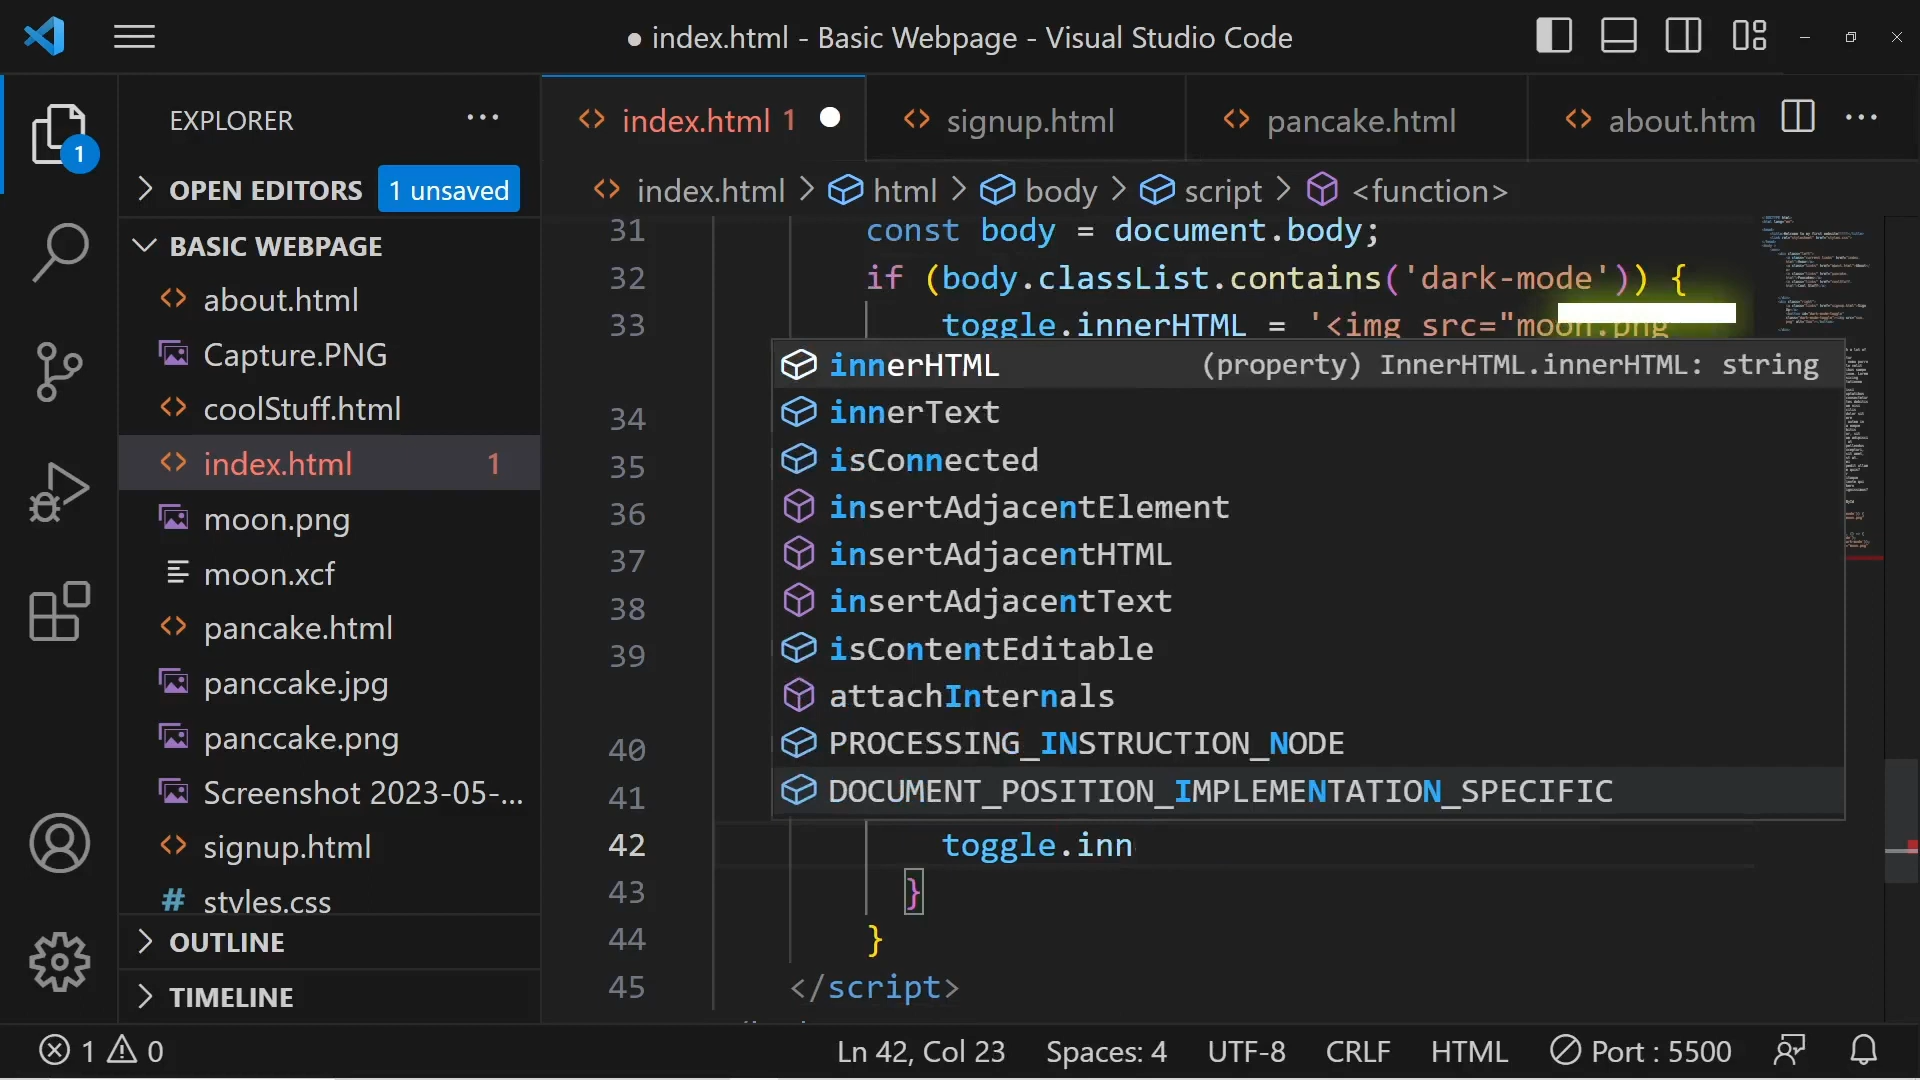 ● index.html - Basic Webpage - Visual Studio Code
EXPLORER
OPEN EDITORS 1 unsaved
BASIC WEBPAGE
about.html
Capture.PNG
coolStuff.html
index.html 1
moon.png
moon.xcf
pancake.html
panccake.jpg
panccake.png
Screenshot 2023-05-...
signup.html
# styles.css
OUTLINE
TIMELINE
1
index.html 1
signup.html
pancake.html
about.htm
index.html > html > body > script > <function>
31 const body = document.body;
32 if (body.classList.contains('dark-mode')) {
33 toggle.innerHTML = '<img src="moon.png
innerHTML (property) InnerHTML.innerHTML: string
34 innerText
35 isConnected
36 insertAdjacentElement
37 insertAdjacentHTML
38 insertAdjacentText
39 isContentEditable
attachInternals
40 PROCESSING_INSTRUCTION_NODE
41 DOCUMENT_POSITION_IMPLEMENTATION_SPECIFIC
42 toggle.inn
43 }
44 }
45 </script>
1 0
Ln 42, Col 23 Spaces: 4 UTF-8 CRLF HTML Port : 5500